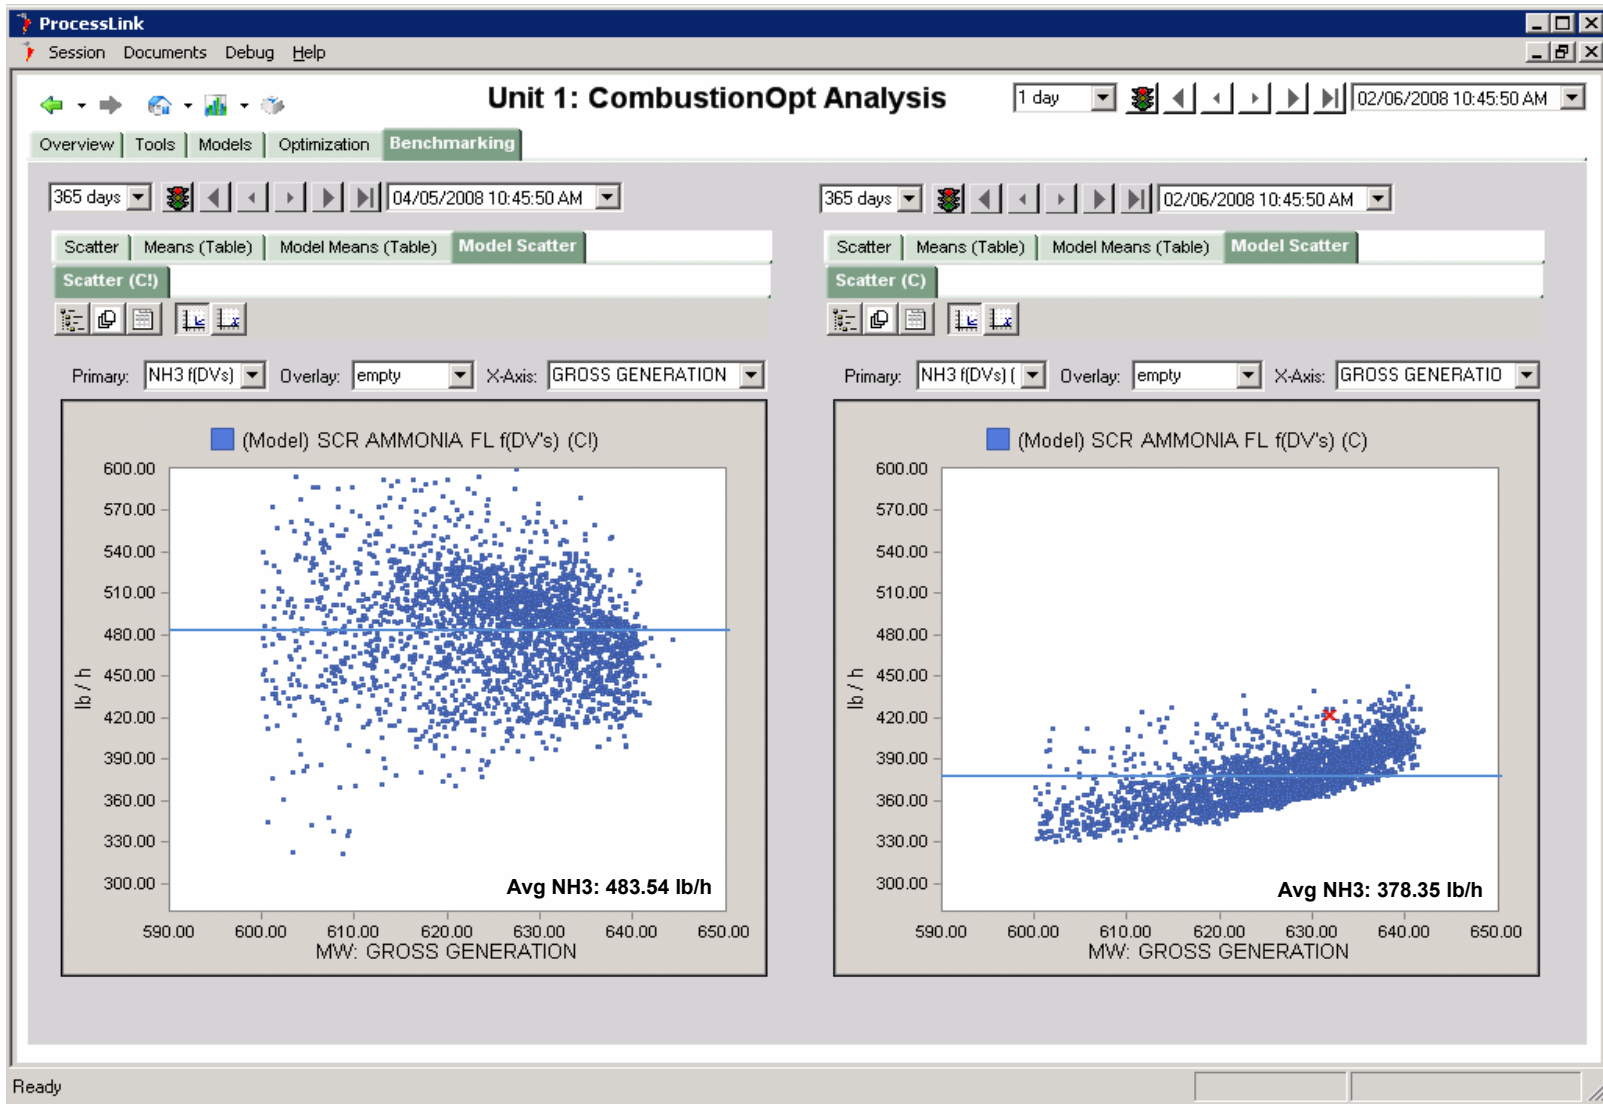 ProcessLink
Session Documents Debug Help
Unit 1: CombustionOpt Analysis
1 day
02/06/2008 10:45:50 AM
Overview Tools Models Optimization Benchmarking
365 days
04/05/2008 10:45:50 AM
Scatter Means (Table) Model Means (Table) Model Scatter
Scatter (C!)
Primary: NH3 f(DVs) Overlay: empty X-Axis: GROSS GENERATION
(Model) SCR AMMONIA FL f(DV's) (C!)
600.00
570.00
540.00
510.00
480.00
450.00
420.00
390.00
360.00
330.00
300.00
lb / h
Avg NH3: 483.54 lb/h
590.00 600.00 610.00 620.00 630.00 640.00 650.00
MW: GROSS GENERATION
365 days
02/06/2008 10:45:50 AM
Scatter Means (Table) Model Means (Table) Model Scatter
Scatter (C)
Primary: NH3 f(DVs) ( Overlay: empty X-Axis: GROSS GENERATIO
(Model) SCR AMMONIA FL f(DV's) (C)
600.00
570.00
540.00
510.00
480.00
450.00
420.00
390.00
360.00
330.00
300.00
lb / h
Avg NH3: 378.35 lb/h
590.00 600.00 610.00 620.00 630.00 640.00 650.00
MW: GROSS GENERATION
Ready